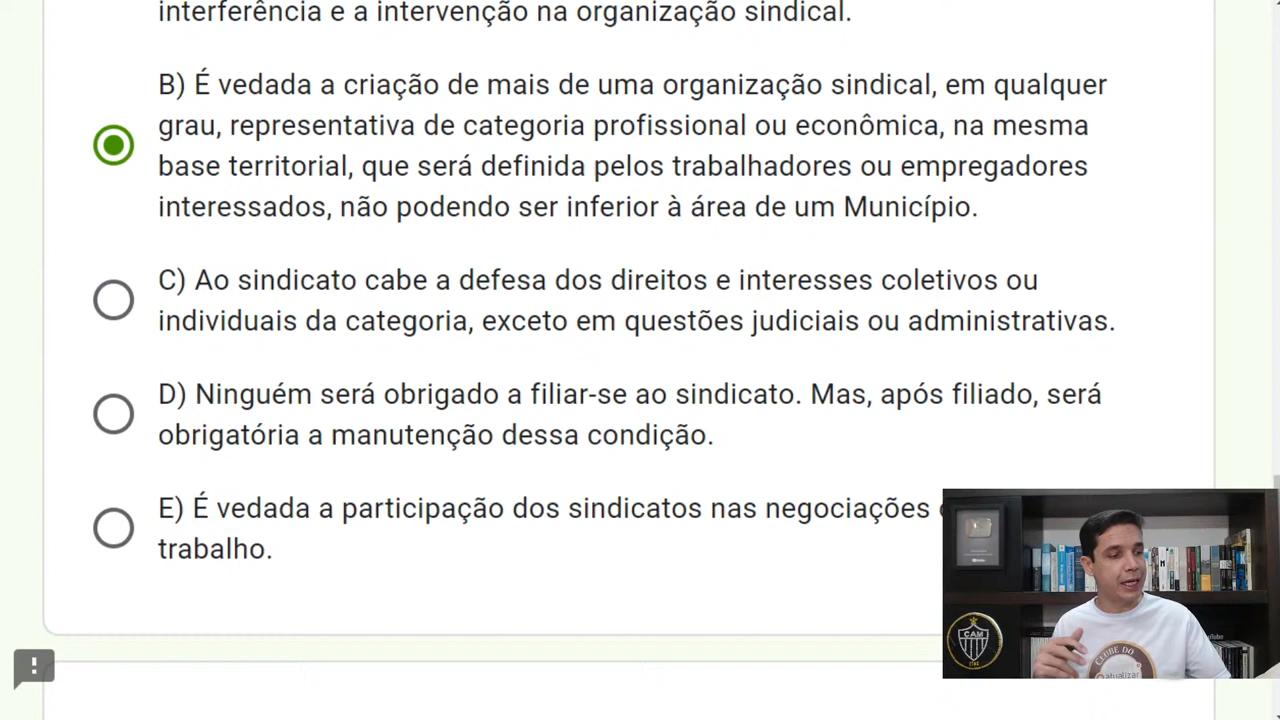 interferência e a intervenção na organização sindical.
B) É vedada a criação de mais de uma organização sindical, em qualquer
grau, representativa de categoria profissional ou econômica, na mesma
base territorial, que será definida pelos trabalhadores ou empregadores
interessados, não podendo ser inferior à área de um Município.
C) Ao sindicato cabe a defesa dos direitos e interesses coletivos ou
individuais da categoria, exceto em questões judiciais ou administrativas.
D) Ninguém será obrigado a filiar-se ao sindicato. Mas, após filiado, será
obrigatória a manutenção dessa condição.
E) É vedada a participação dos sindicatos nas negociações
trabalho.
CAM
CLUBE DO
atualizar